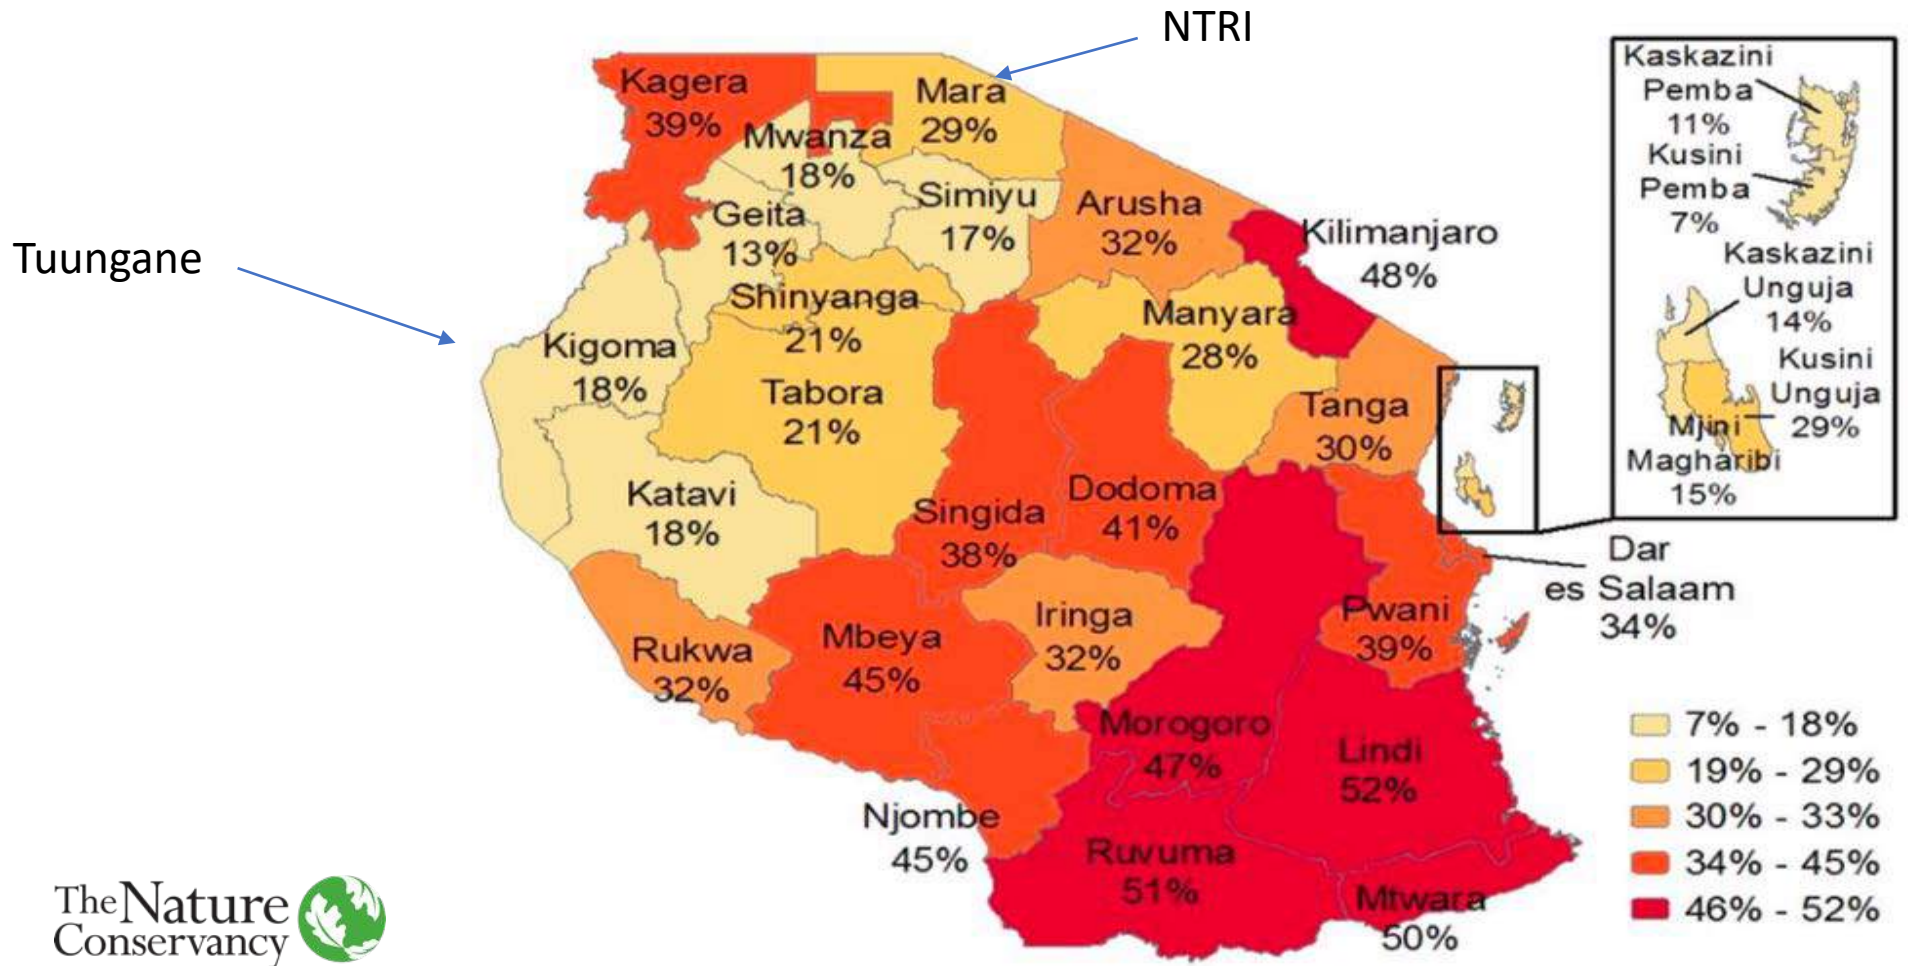 NTRI
Tuungane
Kagera
39%
Mara
29%
Mwanza
18%
Simiyu
17%
Geita
13%
Arusha
32%
Kilimanjaro
48%
Shinyanga
21%
Manyara
28%
Kigoma
18%
Tabora
21%
Tanga
30%
Katavi
18%
Singida
38%
Dodoma
41%
Dar
es Salaam
34%
Pwani
39%
Iringa
32%
Rukwa
32%
Mbeya
45%
Morogoro
47%
Lindi
52%
Njombe
45%
Ruvuma
51%
Mtwara
50%
Kaskazini
Pemba
11%
Kusini
Pemba
7%
Kaskazini
Unguja
14%
Kusini
Unguja
29%
Mjini
Magharibi
15%
7% - 18%
19% - 29%
30% - 33%
34% - 45%
46% - 52%
The Nature
Conservancy